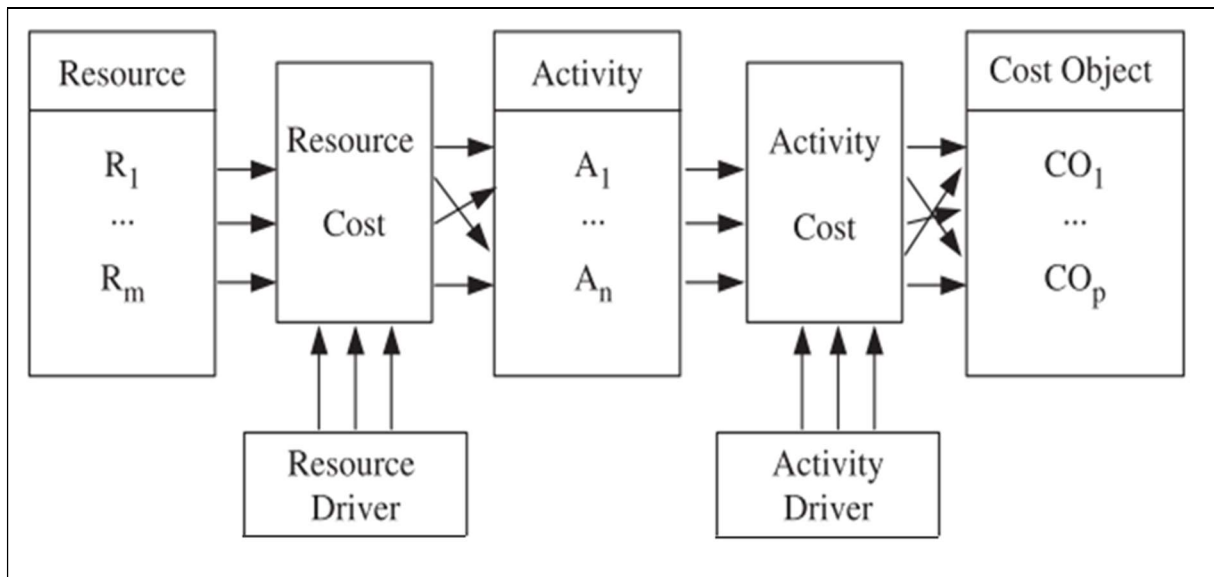 Resource
R1
...
Rm
Resource
Cost
Activity
A1
...
An
Activity
Cost
Cost Object
CO1
...
COp
Resource
Driver
Activity
Driver